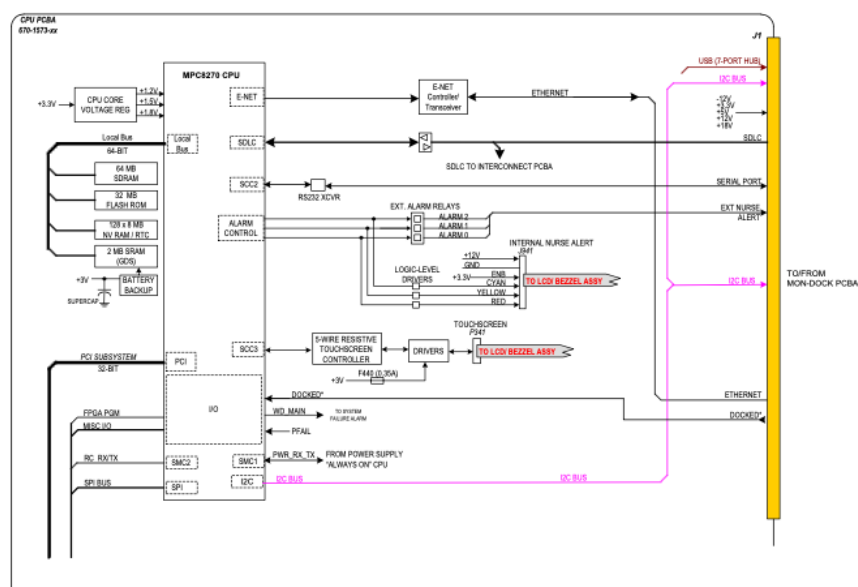 CPU PCBA
670-1573-xx
J1
MPC8270 CPU
USB (7-PORT HUB)
I2C BUS
+3.3V
CPU CORE
VOLTAGE REG
+1.2V
+1.5V
+1.8V
E-NET
E-NET
Controller/
Transceiver
ETHERNET
-12V
+3.3V
+5V
+12V
+18V
Local Bus
64-BIT
Local
Bus
SDLC
SDLC
SDLC TO INTERCONNECT PCBA
64 MB
SDRAM
32 MB
FLASH ROM
128 x 8 MB
NV RAM / RTC
2 MB SRAM
(GDS)
+3V
BATTERY
BACKUP
SUPERCAP
SCC2
RS232 XCVR
SERIAL PORT
EXT. ALARM RELAYS
ALARM
CONTROL
ALARM 2
ALARM 1
ALARM 0
EXT NURSE
ALERT
INTERNAL NURSE ALERT
J941
+12V
GND
+3.3V
ENB
CYAN
YELLOW
RED
LOGIC-LEVEL
DRIVERS
TO LCD/ BEZZEL ASSY
I2C BUS
TO/FROM
MON-DOCK PCBA
TOUCHSCREEN
P341
SCC3
5-WIRE RESISTIVE
TOUCHSCREEN
CONTROLLER
DRIVERS
TO LCD/ BEZZEL ASSY
+3V
F440 (0.35A)
PCI SUBSYSTEM
32-BIT
PCI
I/O
DOCKED*
ETHERNET
DOCKED*
FPGA PGM
MISC I/O
WD_MAIN
TO SYSTEM
FAILURE ALARM
PFAIL
RC_RX/TX
SMC2
SMC1
PWR_RX_TX
FROM POWER SUPPLY
"ALWAYS ON" CPU
SPI BUS
SPI
I2C
I2C BUS
I2C BUS